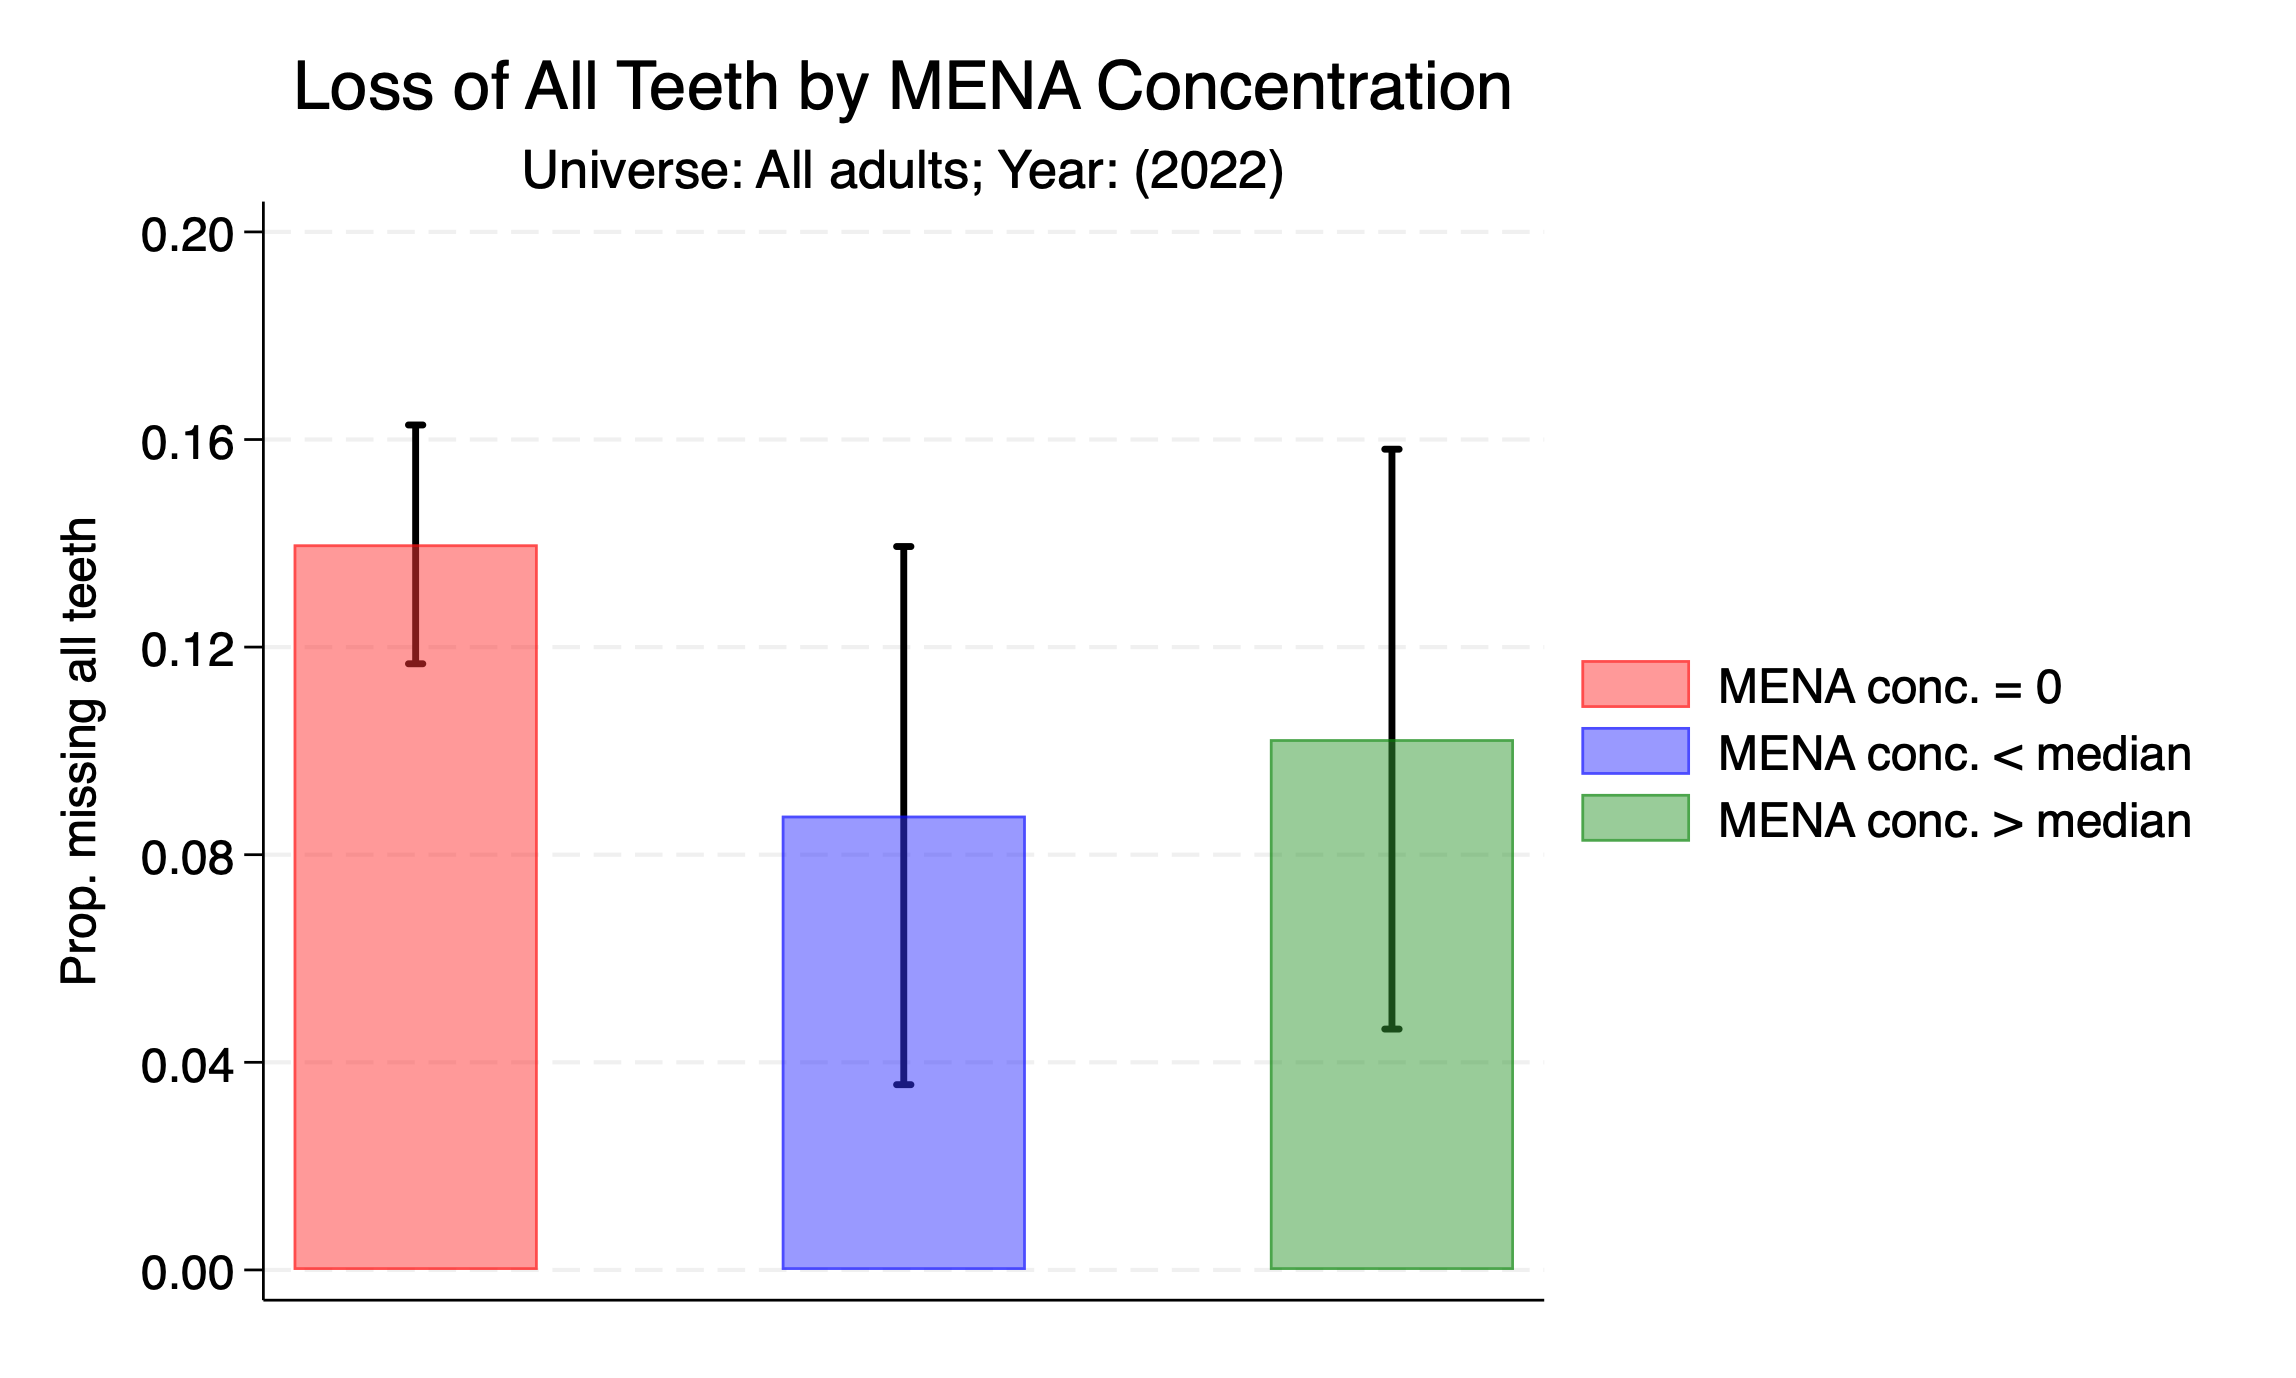 Loss of All Teeth by MENA Concentration
Universe: All adults; Year: (2022)
Prop. missing all teeth
0.20
0.16
0.12
0.08
0.04
0.00
MENA conc. = 0
MENA conc. < median
MENA conc. > median